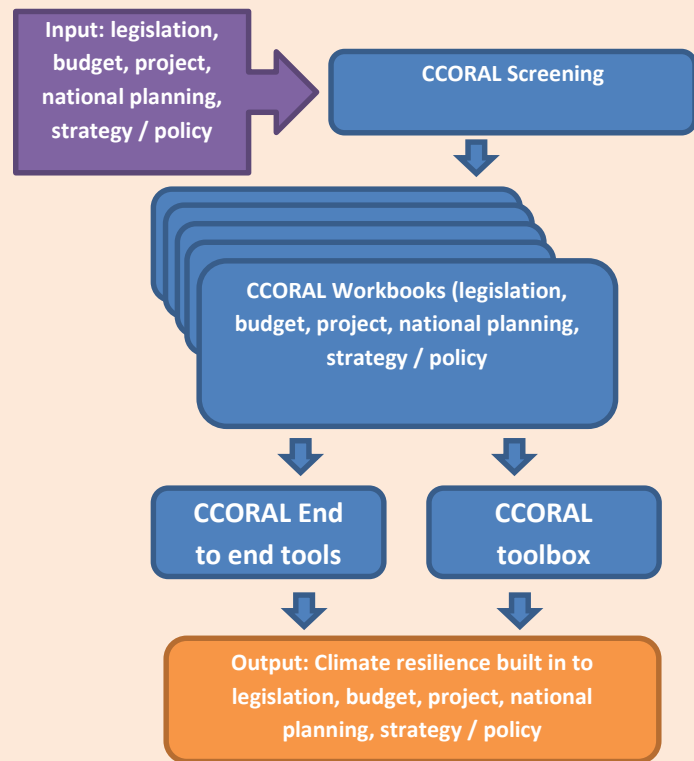 Input: legislation,
budget, project,
national planning,
strategy / policy
CCORAL Screening
CCORAL Workbooks (legislation,
budget, project, national planning,
strategy / policy
CCORAL End
to end tools
CCORAL
toolbox
Output: Climate resilience built in to
legislation, budget, project, national
planning, strategy / policy